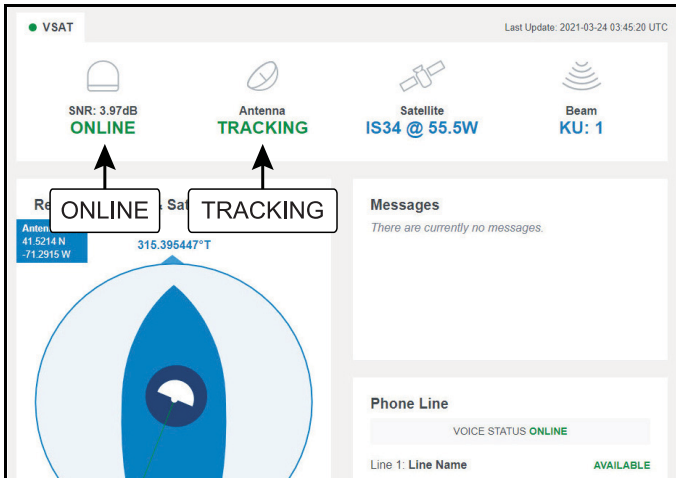 VSAT
Last Update: 2021-03-24 03:45:20 UTC
SNR: 3.97dB
ONLINE
Antenna
TRACKING
Satellite
IS34 @ 55.5W
Beam
KU: 1
ONLINE
TRACKING
& Sat
41.5214 N
-71.2915 W
315.395447°T
Messages
There are currently no messages.
Phone Line
VOICE STATUS ONLINE
Line 1: Line Name
AVAILABLE